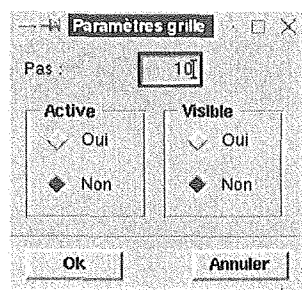 Paramètres grille
Pas : 10
Active Visible
Oui Oui
Non Non
Ok Annuler